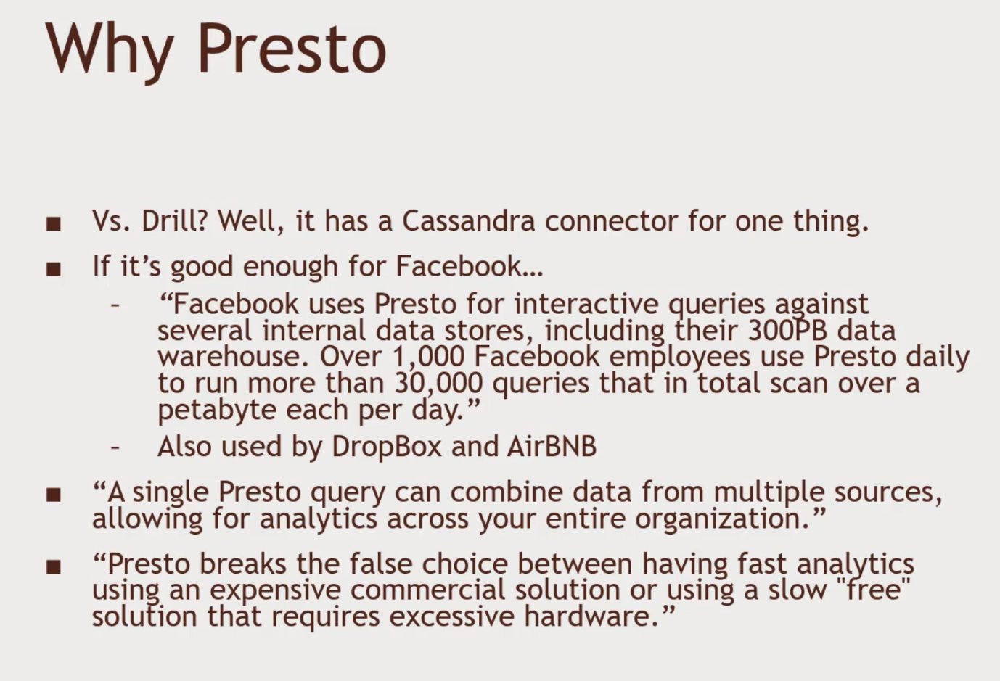 Why Presto
■ Vs. Drill? Well, it has a Cassandra connector for one thing.
■ If it’s good enough for Facebook…
– “Facebook uses Presto for interactive queries against
several internal data stores, including their 300PB data
warehouse. Over 1,000 Facebook employees use Presto daily
to run more than 30,000 queries that in total scan over a
petabyte each per day.”
– Also used by DropBox and AirBNB
■ “A single Presto query can combine data from multiple sources,
allowing for analytics across your entire organization.”
■ “Presto breaks the false choice between having fast analytics
using an expensive commercial solution or using a slow "free"
solution that requires excessive hardware.”